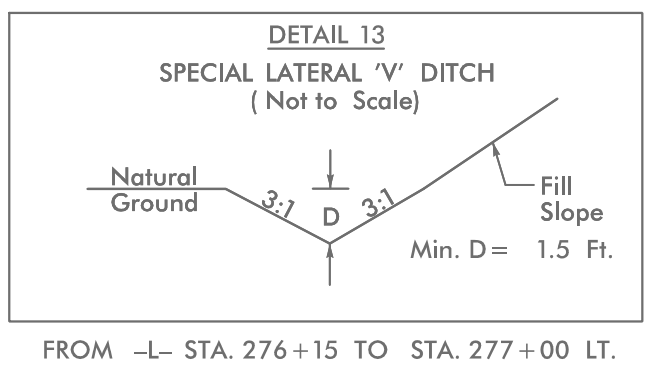 DETAIL 13
SPECIAL LATERAL 'V' DITCH
( Not to Scale)
Natural
Ground
3:1
D
3:1
Fill
Slope
Min. D = 1.5 Ft.
FROM -L- STA. 276+15 TO STA. 277+00 LT.